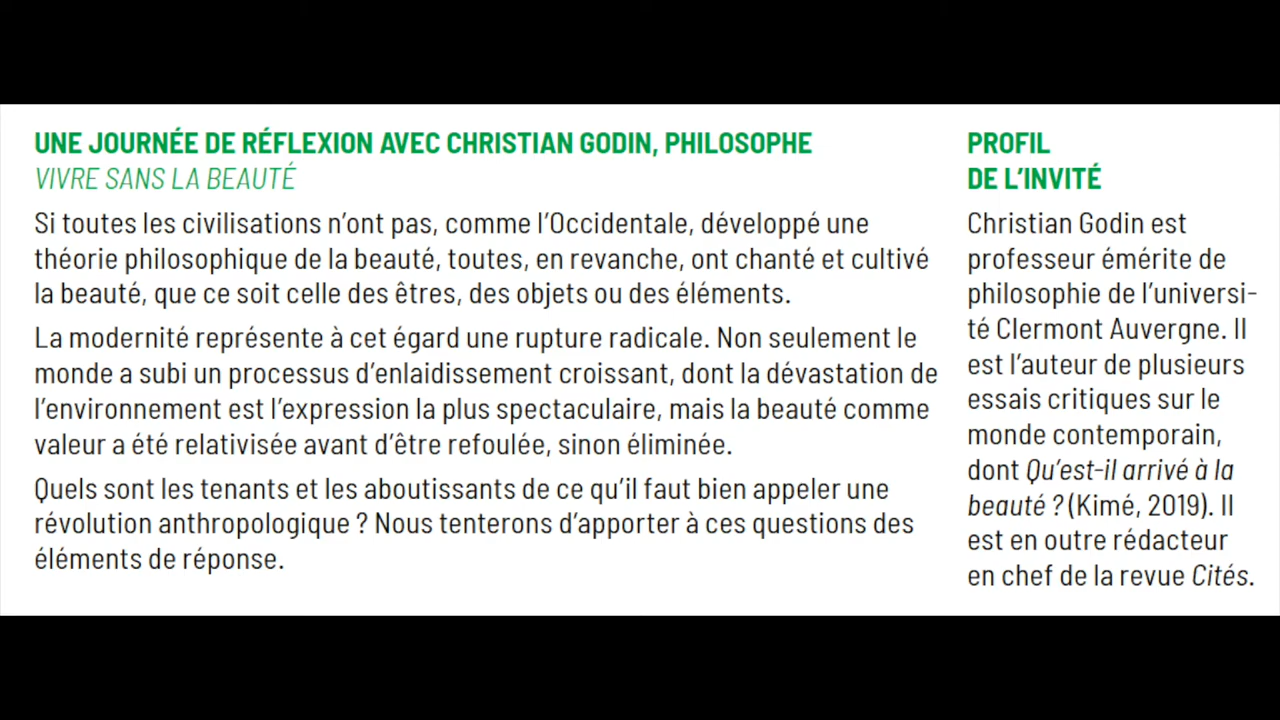 UNE JOURNÉE DE RÉFLEXION AVEC CHRISTIAN GODIN, PHILOSOPHE
VIVRE SANS LA BEAUTÉ
Si toutes les civilisations n'ont pas, comme l'Occidentale, développé une
théorie philosophique de la beauté, toutes, en revanche, ont chanté et cultivé
la beauté, que ce soit celle des êtres, des objets ou des éléments.
La modernité représente à cet égard une rupture radicale. Non seulement le
monde a subi un processus d'enlaidissement croissant, dont la dévastation de
l'environnement est l'expression la plus spectaculaire, mais la beauté comme
valeur a été relativisée avant d'être refoulée, sinon éliminée.
Quels sont les tenants et les aboutissants de ce qu'il faut bien appeler une
révolution anthropologique ? Nous tenterons d'apporter à ces questions des
éléments de réponse.
PROFIL
DE L'INVITÉ
Christian Godin est
professeur émérite de
philosophie de l'universi-
té Clermont Auvergne. Il
est l'auteur de plusieurs
essais critiques sur le
monde contemporain,
dont Qu'est-il arrivé à la
beauté ? (Kimé, 2019). Il
est en outre rédacteur
en chef de la revue Cités.